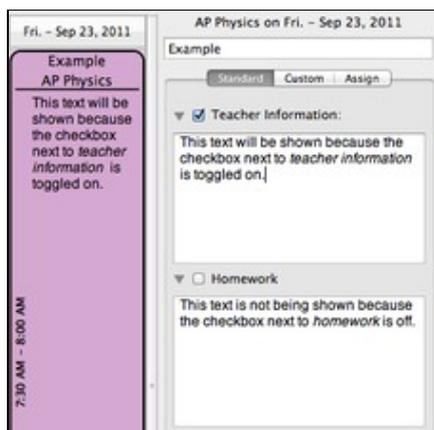 Fri. - Sep 23, 2011
Example
AP Physics
This text will be
shown because
the checkbox
next to teacher
information is
toggled on.
7:30 AM - 8:00 AM
AP Physics on Fri. - Sep 23, 2011
Example
Standard Custom Assign
Teacher Information:
This text will be shown because the
checkbox next to teacher information
is toggled on.
Homework
This text is not being shown because
the checkbox next to homework is off.